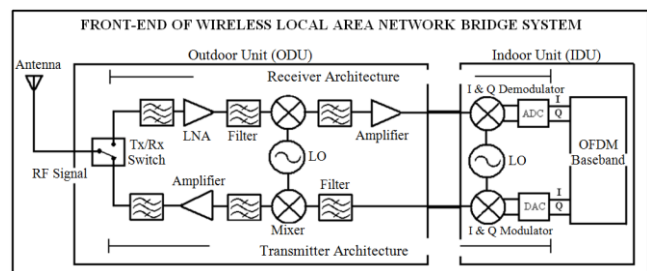 FRONT-END OF WIRELESS LOCAL AREA NETWORK BRIDGE SYSTEM
Outdoor Unit (ODU)
Indoor Unit (IDU)
Antenna
Receiver Architecture
I & Q Demodulator
LNA
Filter
Amplifier
ADC
I
Q
Tx/Rx
Switch
RF Signal
LO
LO
OFDM
Baseband
Amplifier
Filter
Mixer
DAC
I
Q
I & Q Modulator
Transmitter Architecture